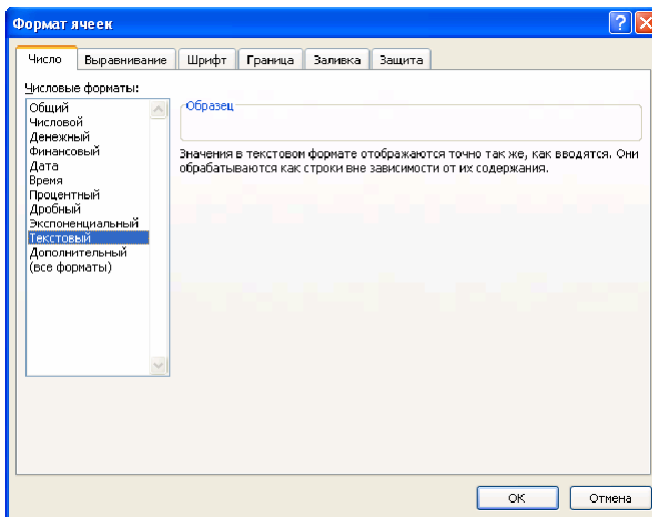 Формат ячеек
Число Выравнивание Шрифт Граница Заливка Защита
Числовые форматы:
Общий
Числовой
Денежный
Финансовый
Дата
Время
Процентный
Дробный
Экспоненциальный
Текстовый
Дополнительный
(все форматы)
Образец
Значения в текстовом формате отображаются точно так же, как вводятся. Они
обрабатываются как строки вне зависимости от их содержания.
ОК Отмена